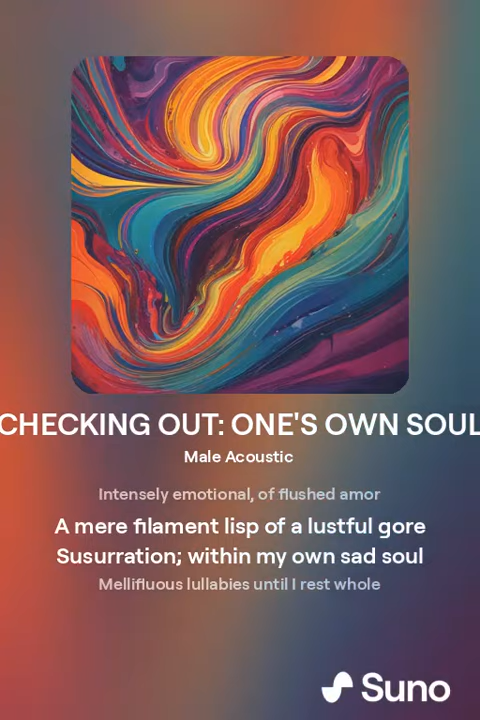 CHECKING OUT: ONE'S OWN SOUL
Male Acoustic
Intensely emotional, of flushed amor
A mere filament lisp of a lustful gore
Susurration; within my own sad soul
Mellifluous lullabies until I rest whole
Suno